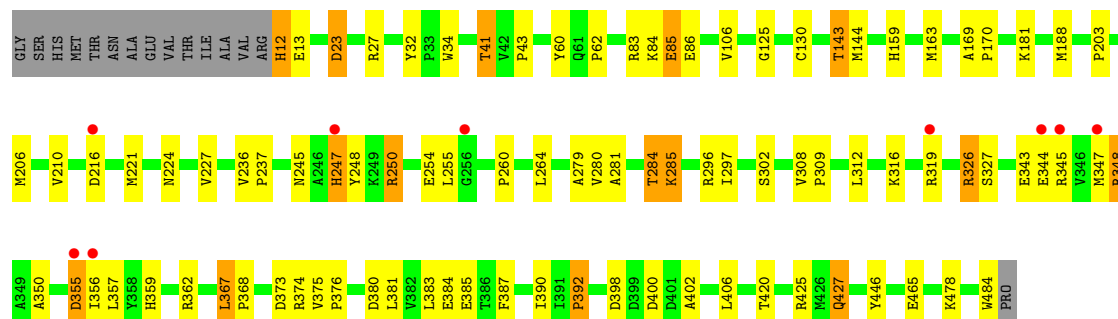 GLY SER HIS MET THR ASN ALA GLU VAL THR ILE ALA VAL ARG H12 E13 D23 R27 Y32 P33 W34 T41 V42 P43 Y60 Q61 P62 R83 K84 E85 E86 V106 G125 C130 T143 M144 H159 M163 A169 P170 K181 M188 P203
M206 V210 D216 M221 N224 V227 V236 P237 N245 A246 H247 Y248 K249 R250 E254 L255 G256 P260 L264 A279 V280 A281 T284 K285 R296 I297 S302 V308 P309 L312 K316 R319 R326 S327 E343 E344 R345 V346 M347
A349 A350 D355 I356 L357 Y358 H359 R362 L367 P368 D373 R374 V375 P376 D380 L381 V382 L383 E384 E385 T386 F387 I390 I391 P392 D398 D399 D400 D401 A402 L406 T420 R425 M426 Q427 Y446 E465 K478 W484 PRO